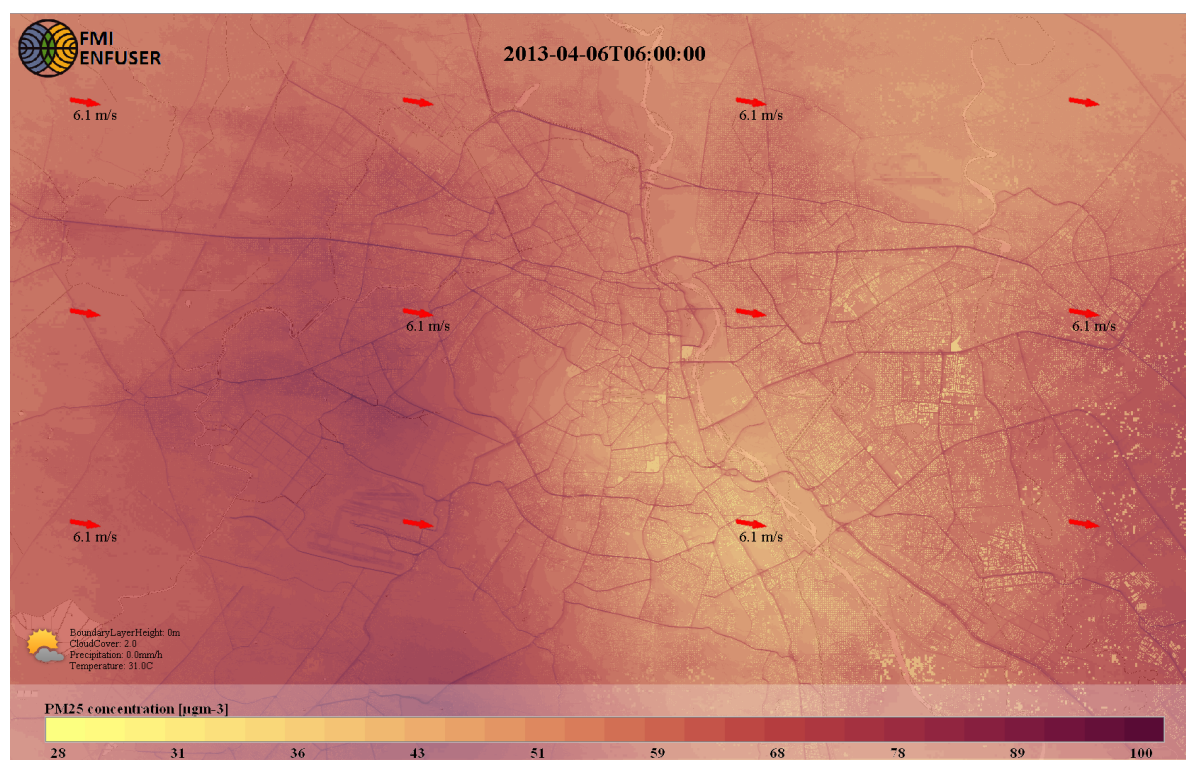 FMI
ENFUSER
2013-04-06T06:00:00
6.1 m/s
6.1 m/s
6.1 m/s
6.1 m/s
6.1 m/s
6.1 m/s
BoundaryLayerHeight: 0m
CloudCover: 2.0
Precipitation: 0.0mm/h
Temperature: 31.0C
PM25 concentration [µgm-3]
28 31 36 43 51 59 68 78 89 100